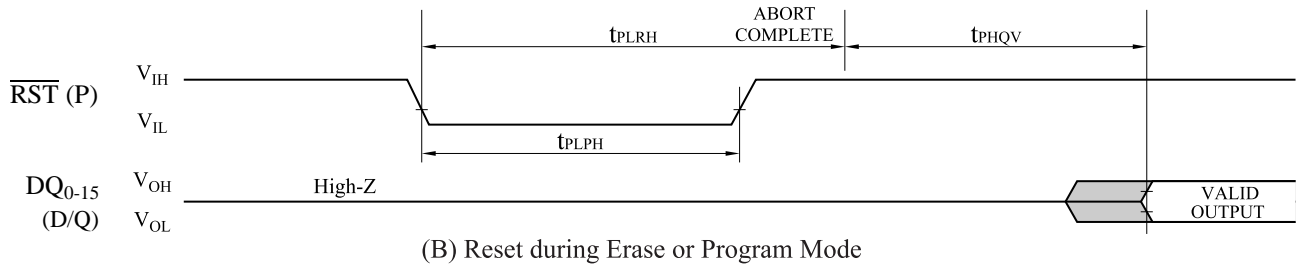 ABORT
COMPLETE
tPLRH
tPHQV
RST (P)
VIH
VIL
tPLPH
DQ0-15
(D/Q)
VOH
VOL
High-Z
VALID
OUTPUT
(B) Reset during Erase or Program Mode